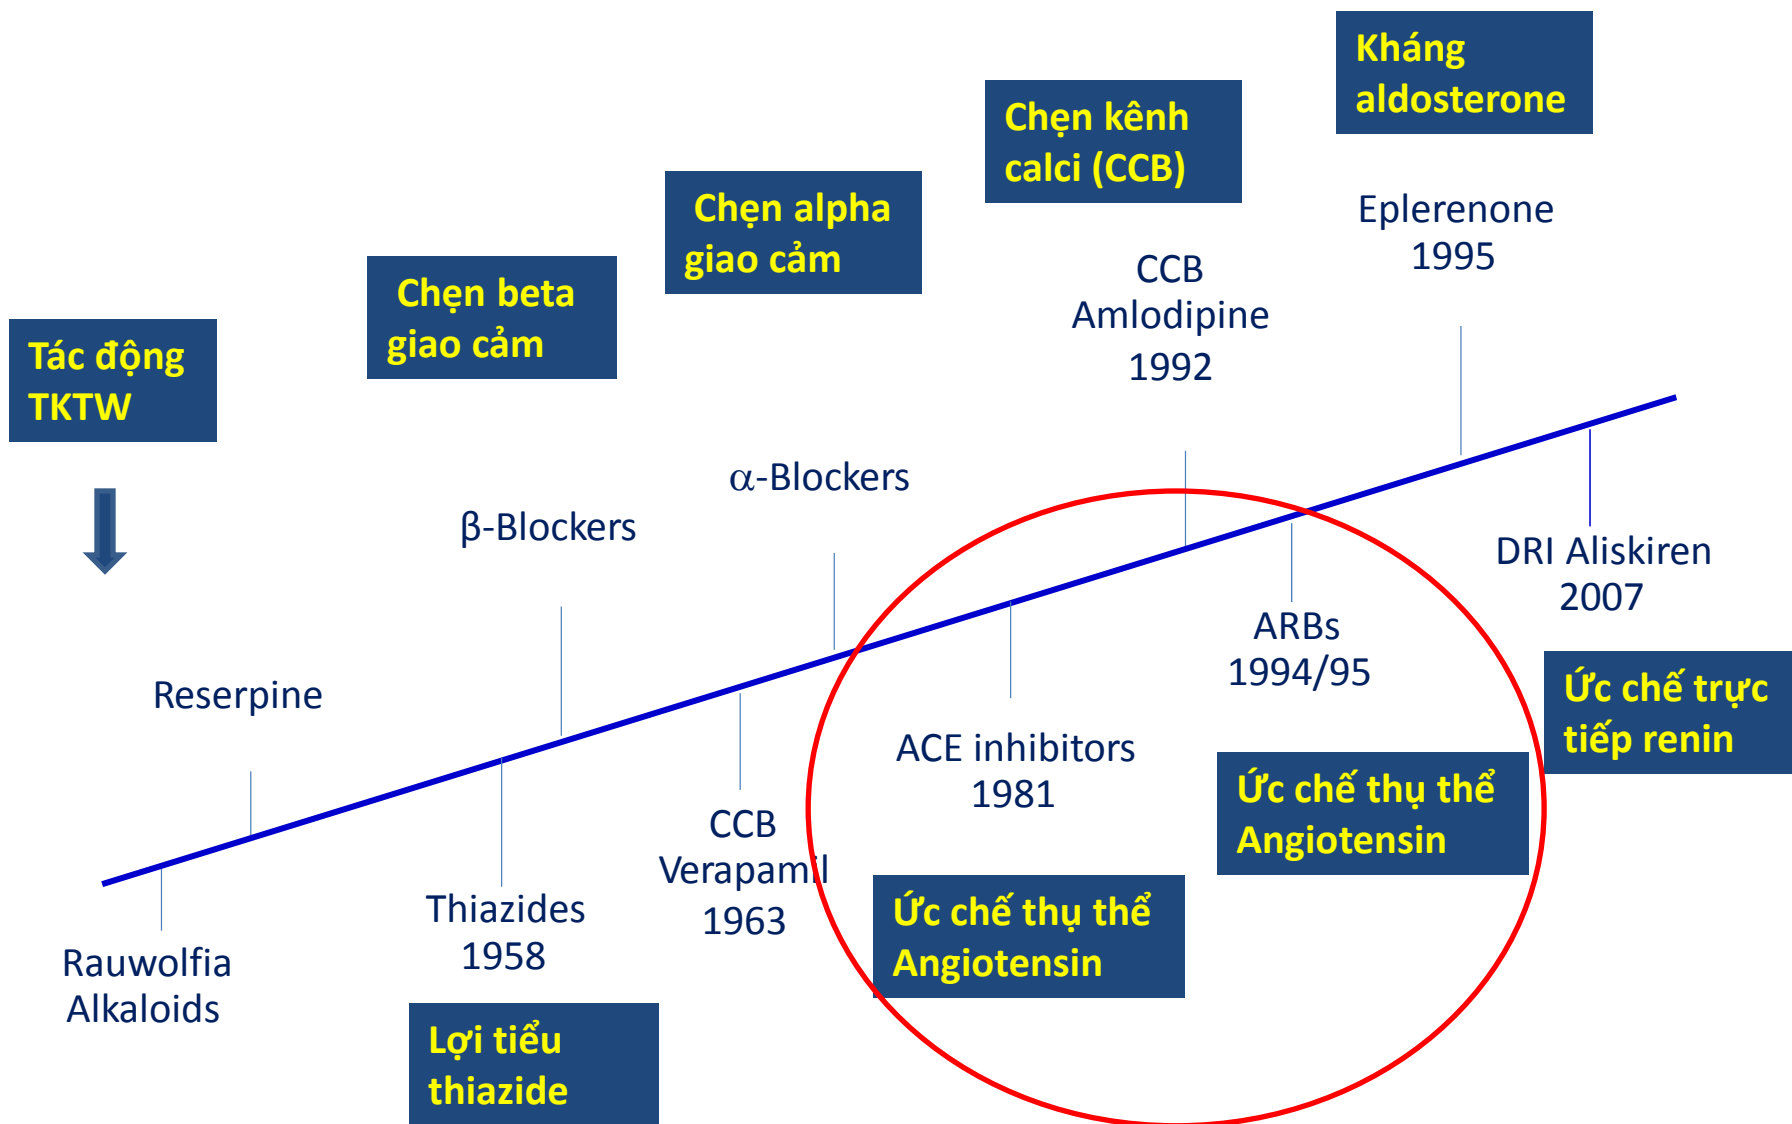 Kháng
aldosterone
Chẹn kênh
calci (CCB)
Chẹn alpha
giao cảm
Chẹn beta
giao cảm
Tác động
TKTW
Eplerenone
1995
CCB
Amlodipine
1992
α-Blockers
β-Blockers
Reserpine
DRI Aliskiren
2007
ARBs
1994/95
Ức chế trực
tiếp renin
ACE inhibitors
1981
Ức chế thụ thể
Angiotensin
CCB
Verapamil
1963
Ức chế thụ thể
Angiotensin
Thiazides
1958
Rauwolfia
Alkaloids
Lợi tiểu
thiazide